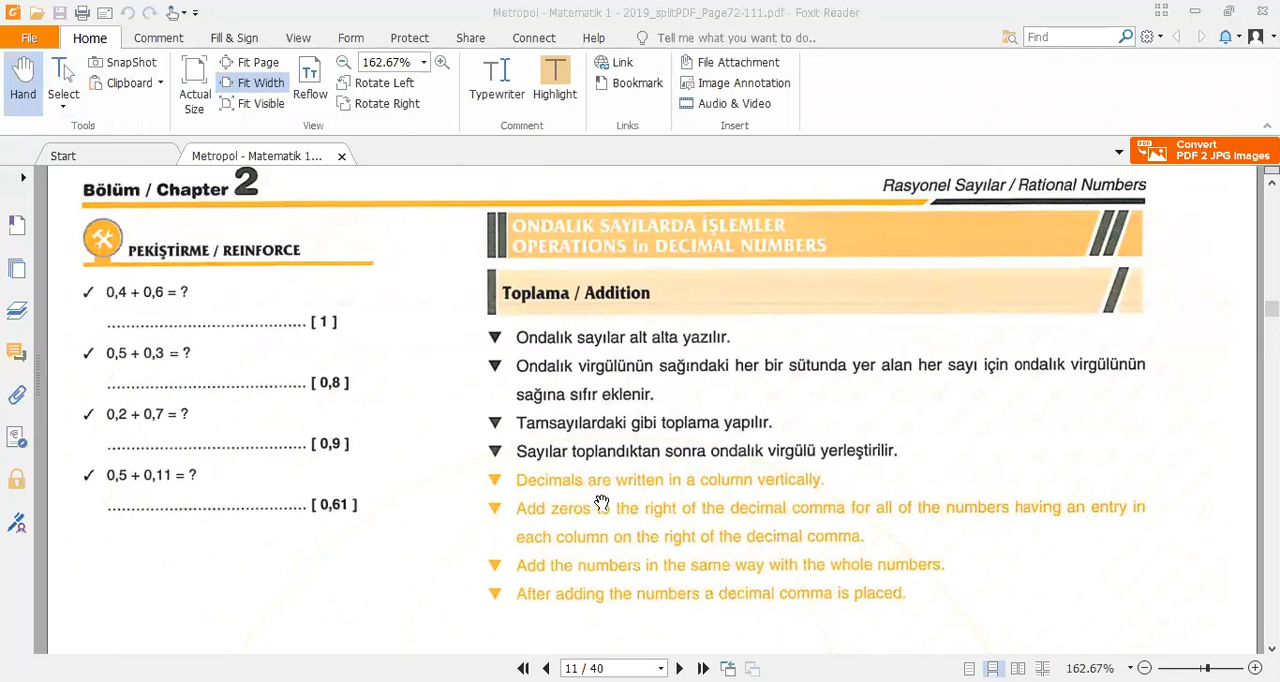 Metropol - Matematik 1 - 2019_splitPDF_Page72-111.pdf - Foxit Reader
File Home Comment Fill & Sign View Form Protect Share Connect Help Tell me what you want to do.. Find
Hand
Select
SnapShot
Clipboard
Tools
Actual Size
Fit Page
Fit Width
Fit Visible
Reflow
162.67%
Rotate Left
Rotate Right
View
Typewriter
Highlight
Comment
Link
Bookmark
Links
File Attachment
Image Annotation
Audio & Video
Insert
Start
Metropol - Matematik 1...
Convert
PDF 2 JPG Images
Bölüm / Chapter 2
Rasyonel Sayılar / Rational Numbers
PEKİŞTİRME / REINFORCE
✓ 0,4 + 0,6 = ?
.......................................... [ 1 ]
✓ 0,5 + 0,3 = ?
.......................................... [ 0,8 ]
✓ 0,2 + 0,7 = ?
.......................................... [ 0,9 ]
✓ 0,5 + 0,11 = ?
.......................................... [ 0,61 ]
ONDALIK SAYILARDA İŞLEMLER
OPERATIONS in DECIMAL NUMBERS
Toplama / Addition
▼ Ondalık sayılar alt alta yazılır.
▼ Ondalık virgülünün sağındaki her bir sütunda yer alan her sayı için ondalık virgülünün
sağına sıfır eklenir.
▼ Tamsayılardaki gibi toplama yapılır.
▼ Sayılar toplandıktan sonra ondalık virgülü yerleştirilir.
▼ Decimals are written in a column vertically.
▼ Add zeros to the right of the decimal comma for all of the numbers having an entry in
each column on the right of the decimal comma.
▼ Add the numbers in the same way with the whole numbers.
▼ After adding the numbers a decimal comma is placed.
11 / 40
162.67%